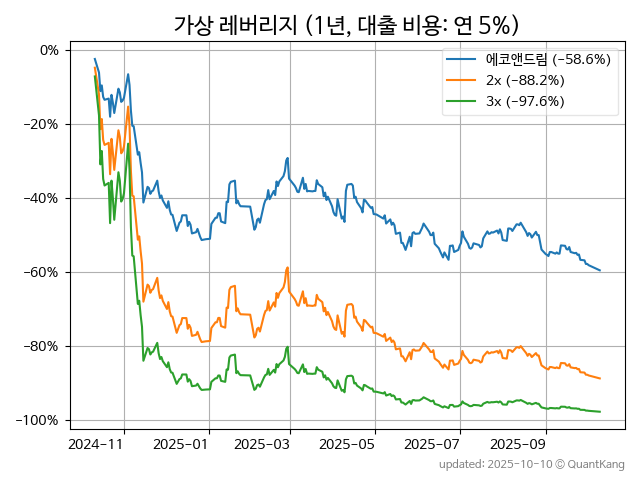 가상 레버리지 (1년, 대출 비용: 연 5%)
에코앤드림 (-58.6%)
2x (-88.2%)
3x (-97.6%)
0%
-20%
-40%
-60%
-80%
-100%
2024-11
2025-01
2025-03
2025-05
2025-07
2025-09
updated: 2025-10-10 © QuantKang